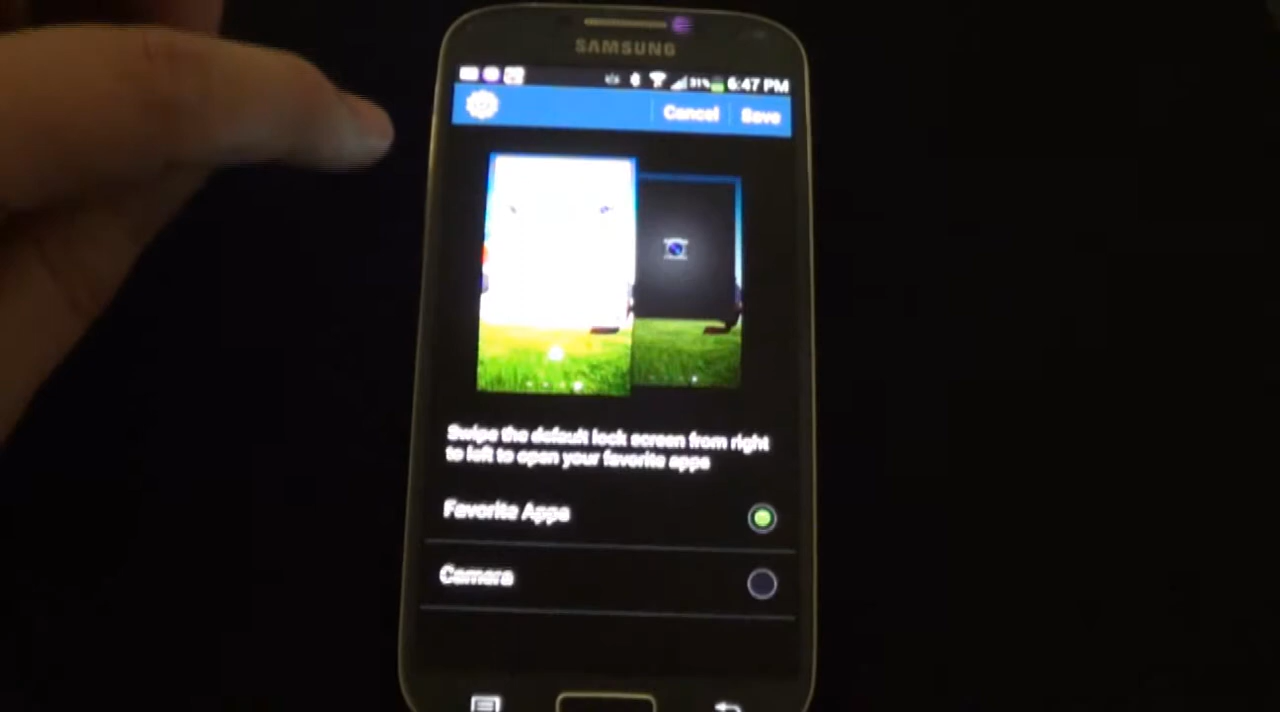 SAMSUNG
6:47 PM
Cancel Save
Swipe the default lock screen from right
to left to open your favorite apps
Favorite Apps
Camera